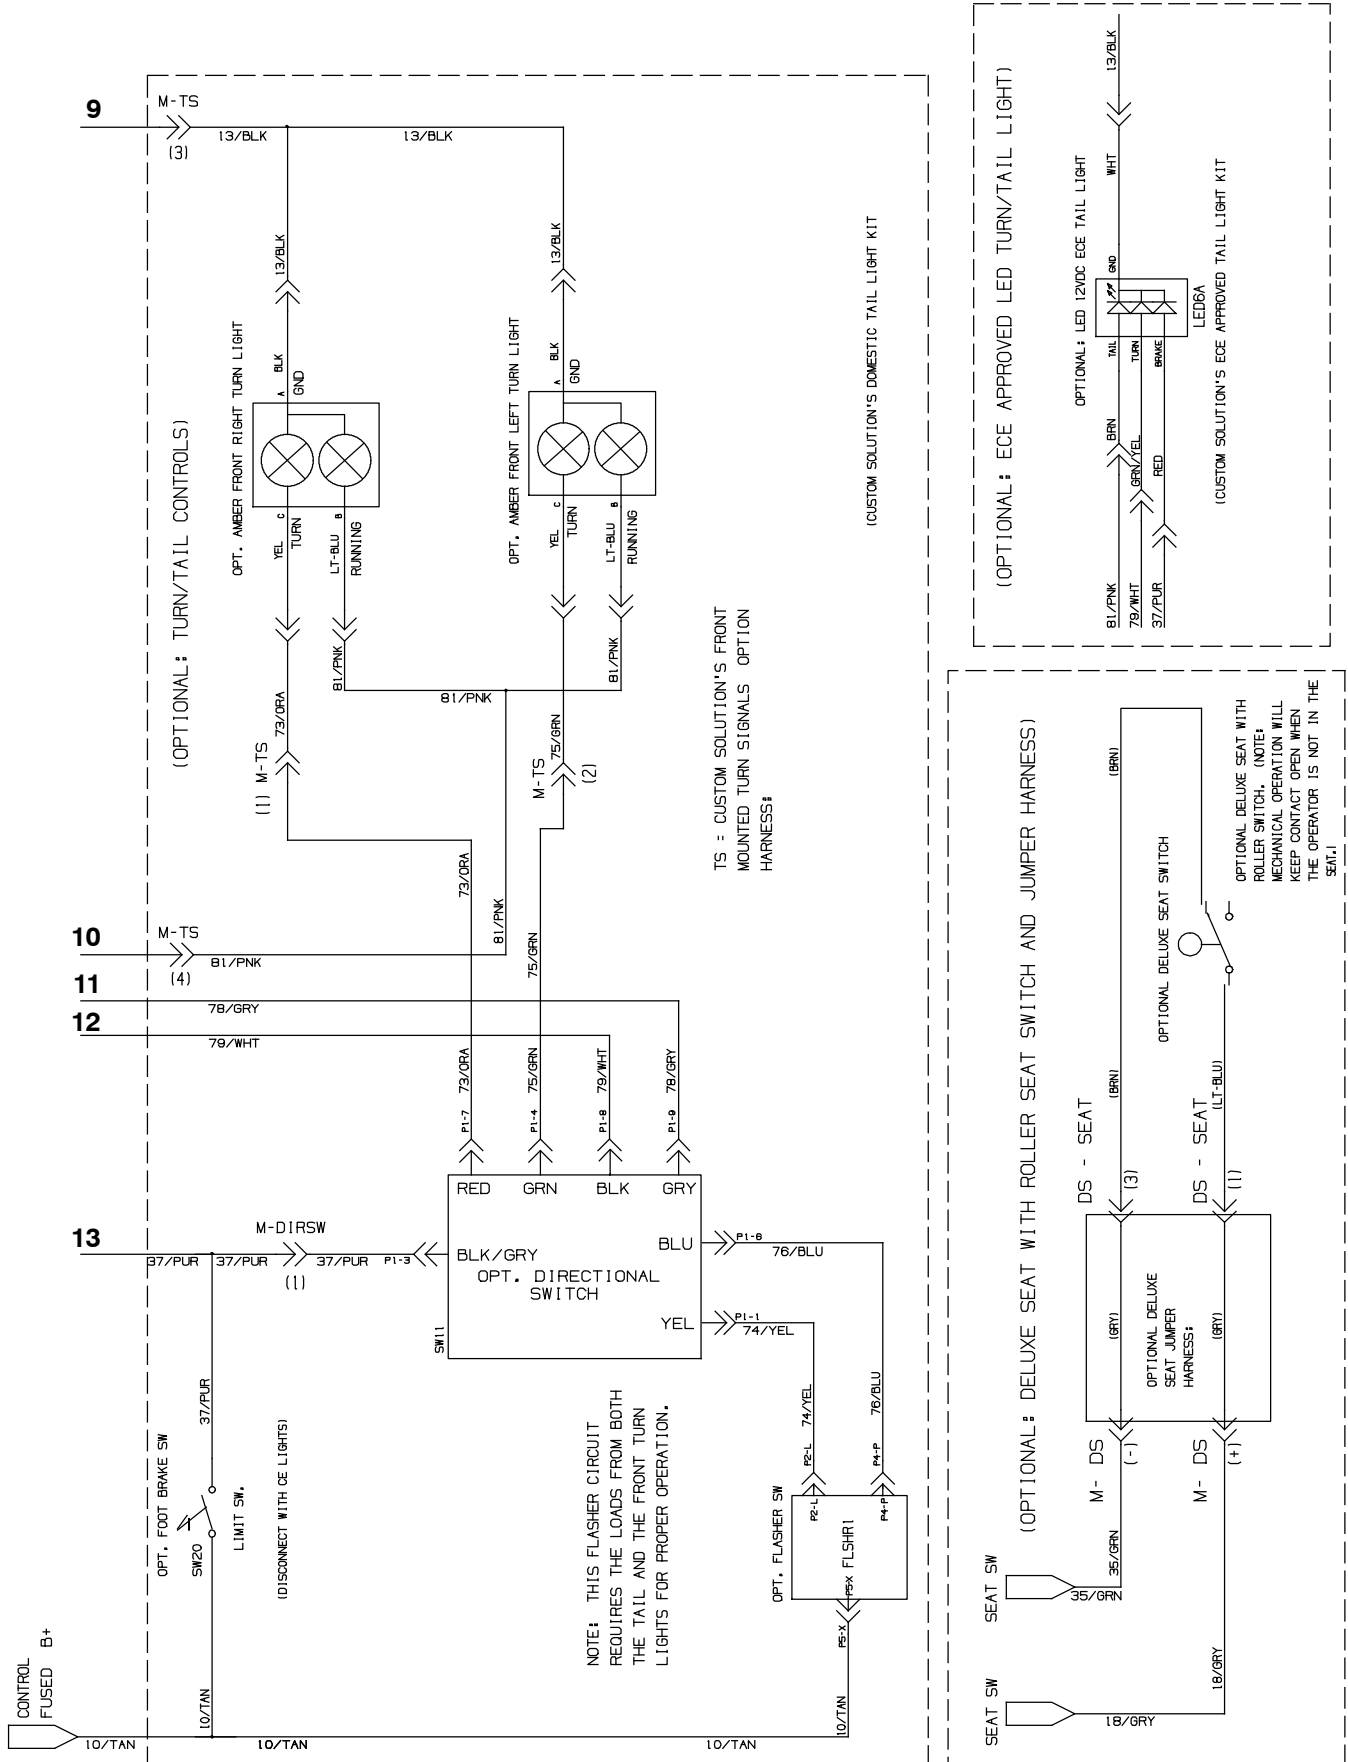 9
M-TS
(3)
13/BLK
13/BLK
13/BLK
13/BLK
(OPTIONAL: TURN/TAIL CONTROLS)
OPT. AMBER FRONT RIGHT TURN LIGHT
A
BLK
GND
YEL
C
TURN
LT-BLU
B
RUNNING
OPT. AMBER FRONT LEFT TURN LIGHT
A
BLK
GND
YEL
C
TURN
LT-BLU
B
RUNNING
(CUSTOM SOLUTION'S DOMESTIC TAIL LIGHT KIT
73/ORA
81/PNK
81/PNK
81/PNK
75/GRN
(1) M-TS
M-TS
(2)
TS = CUSTOM SOLUTION'S FRONT
MOUNTED TURN SIGNALS OPTION
HARNESS:
73/ORA
81/PNK
75/GRN
10
M-TS
(4)
81/PNK
11
78/GRY
12
79/WHT
P1-7
73/ORA
P1-4
75/GRN
P1-8
79/WHT
P1-9
78/GRY
RED
GRN
BLK
GRY
13
37/PUR
37/PUR
M-DIRSW
(1)
37/PUR
P1-3
BLK/GRY
OPT. DIRECTIONAL
SWITCH
SW11
BLU
P1-6
76/BLU
YEL
P1-1
74/YEL
37/PUR
OPT. FOOT BRAKE SW
SW20
LIMIT SW.
(DISCONNECT WITH CE LIGHTS)
NOTE: THIS FLASHER CIRCUIT
REQUIRES THE LOADS FROM BOTH
THE TAIL AND THE FRONT TURN
LIGHTS FOR PROPER OPERATION.
74/YEL
P2-L
76/BLU
P4-P
OPT. FLASHER SW
P2-L
P4-P
P5-X
FLSHR1
P5-X
10/TAN
CONTROL
FUSED B+
10/TAN
10/TAN
10/TAN
10/TAN
(OPTIONAL: ECE APPROVED LED TURN/TAIL LIGHT)
13/BLK
WHT
OPTIONAL: LED 12VDC ECE TAIL LIGHT
GND
LED6A
TAIL
TURN
BRAKE
BRN
GRN/YEL
RED
81/PNK
79/WHT
37/PUR
(CUSTOM SOLUTION'S ECE APPROVED TAIL LIGHT KIT
(OPTIONAL: DELUXE SEAT WITH ROLLER SEAT SWITCH AND JUMPER HARNESS)
(BRN)
OPTIONAL DELUXE SEAT WITH
ROLLER SWITCH. (NOTE:
MECHANICAL OPERATION WILL
KEEP CONTACT OPEN WHEN
THE OPERATOR IS NOT IN THE
SEAT.)
OPTIONAL DELUXE SEAT SWITCH
(BRN)
(LT-BLU)
DS - SEAT
(3)
DS - SEAT
(1)
(GRY)
OPTIONAL DELUXE
SEAT JUMPER
HARNESS:
(GRY)
M- DS
(-)
M- DS
(+)
35/GRN
SEAT SW
35/GRN
18/GRY
SEAT SW
18/GRY